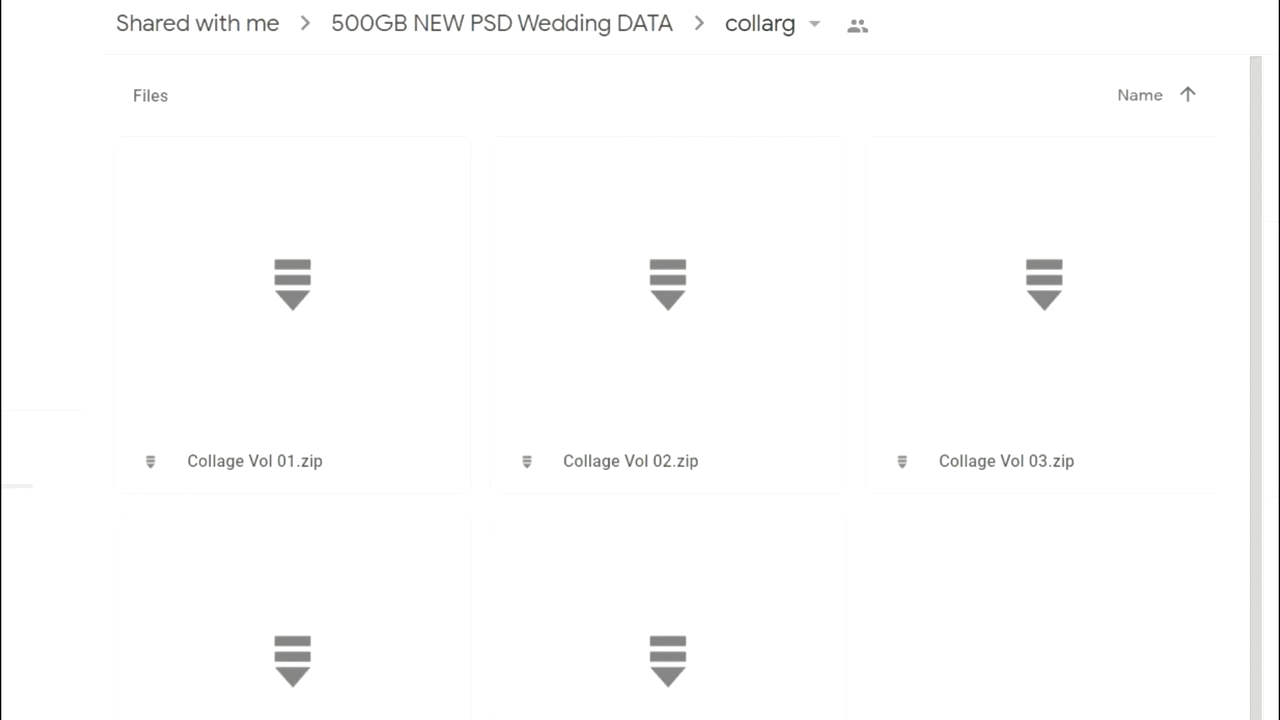 Shared with me > 500GB NEW PSD Wedding DATA > collarg
Files
Name
Collage Vol 01.zip
Collage Vol 02.zip
Collage Vol 03.zip